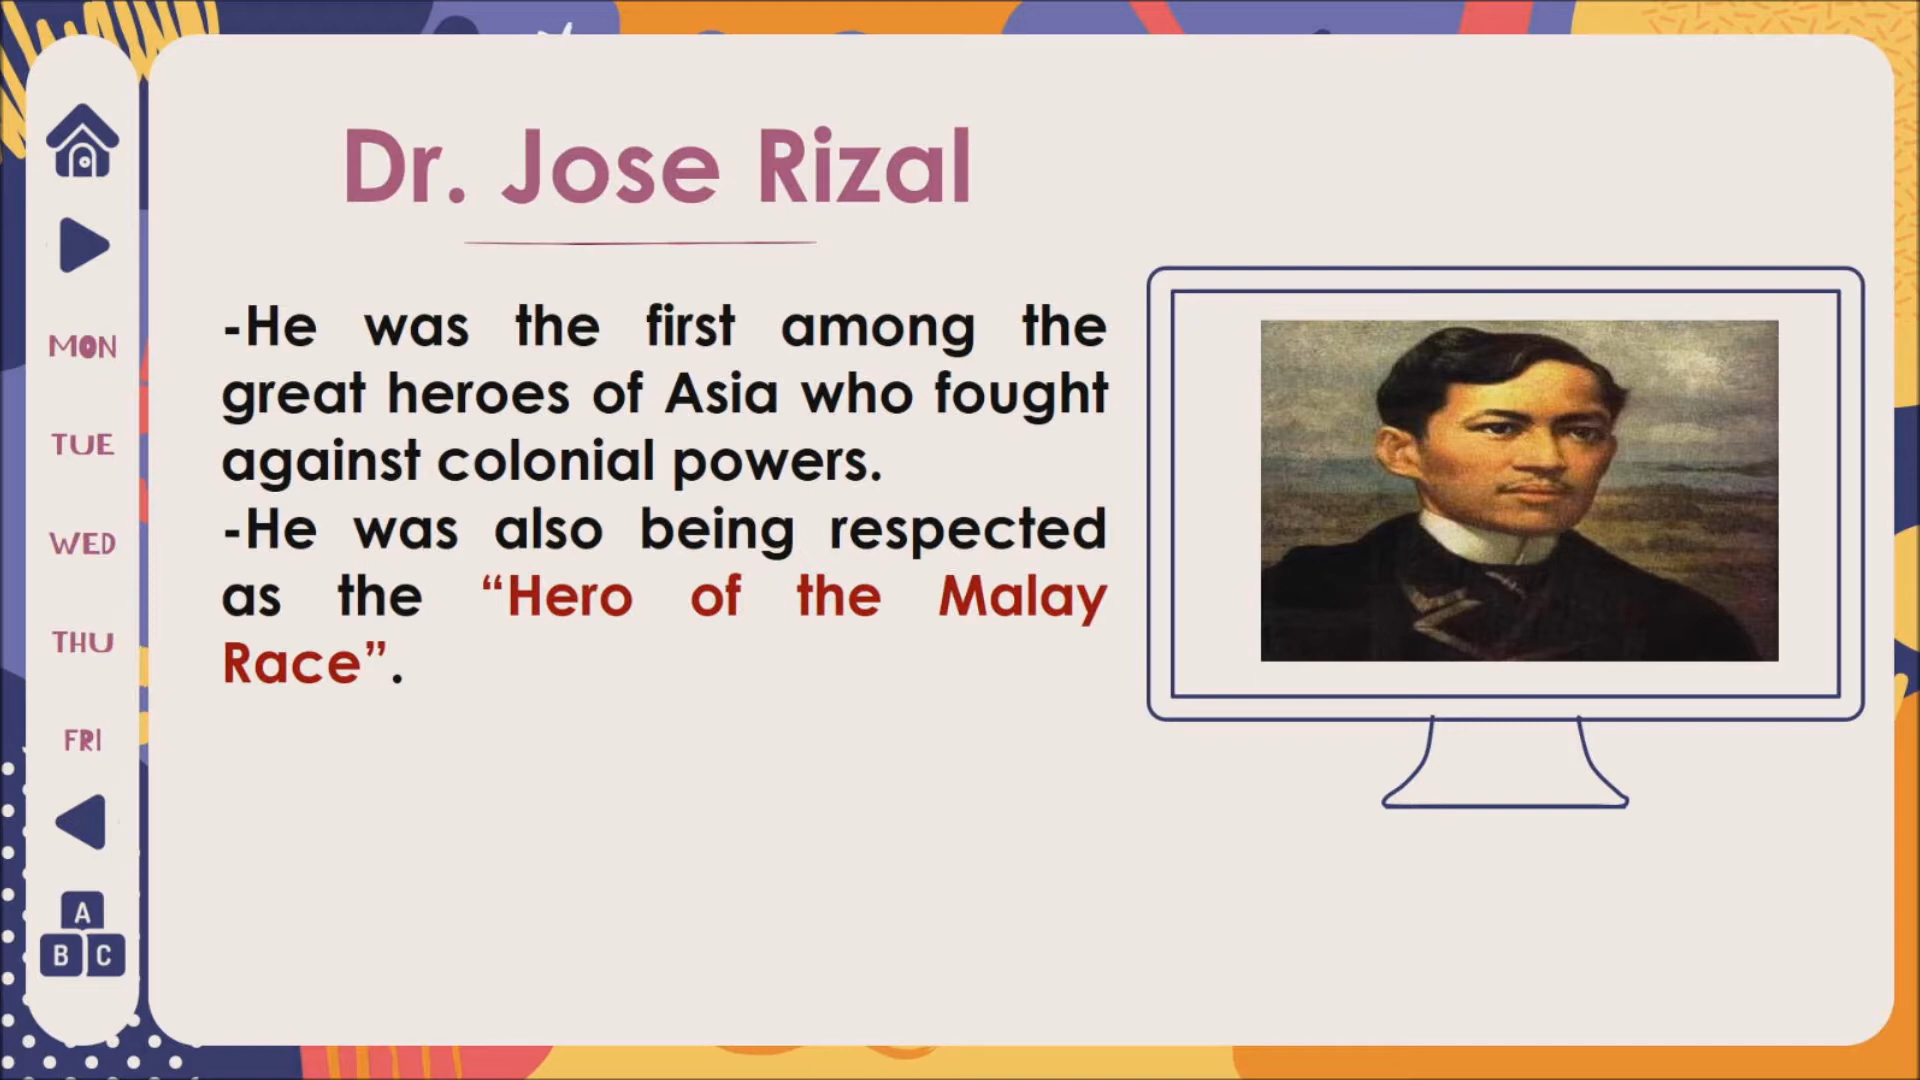 Dr. Jose Rizal
-He was the first among the
great heroes of Asia who fought
against colonial powers.
-He was also being respected
as the “Hero of the Malay
Race”.
MON
TUE
WED
THU
FRI
A
B C